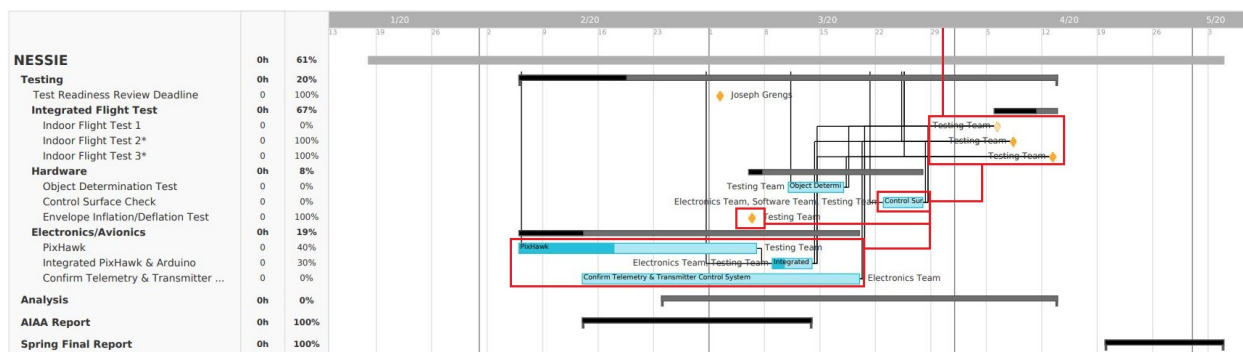 1/20 2/20 3/20 4/20 5/20
13 19 26 2 9 16 23 1 8 15 22 29 5 12 19 26 3
NESSIE 0h 61%
Testing 0h 20%
Test Readiness Review Deadline 0 100% Joseph Grengs
Integrated Flight Test 0h 67%
Indoor Flight Test 1 0 0% Testing Team
Indoor Flight Test 2* 0 100% Testing Team
Indoor Flight Test 3* 0 100% Testing Team
Hardware 0h 8%
Object Determination Test 0 0% Testing Team Object Determi
Control Surface Check 0 0% Electronics Team, Software Team, Testing Team Control Sur
Envelope Inflation/Deflation Test 0 100% Testing Team
Electronics/Avionics 0h 19%
PixHawk 0 40% PixHawk Testing Team
Integrated PixHawk & Arduino 0 30% Electronics Team, Testing Team Integrated
Confirm Telemetry & Transmitter ... 0 0% Confirm Telemetry & Transmitter Control System Electronics Team
Analysis 0h 0%
AIAA Report 0h 100%
Spring Final Report 0h 100%